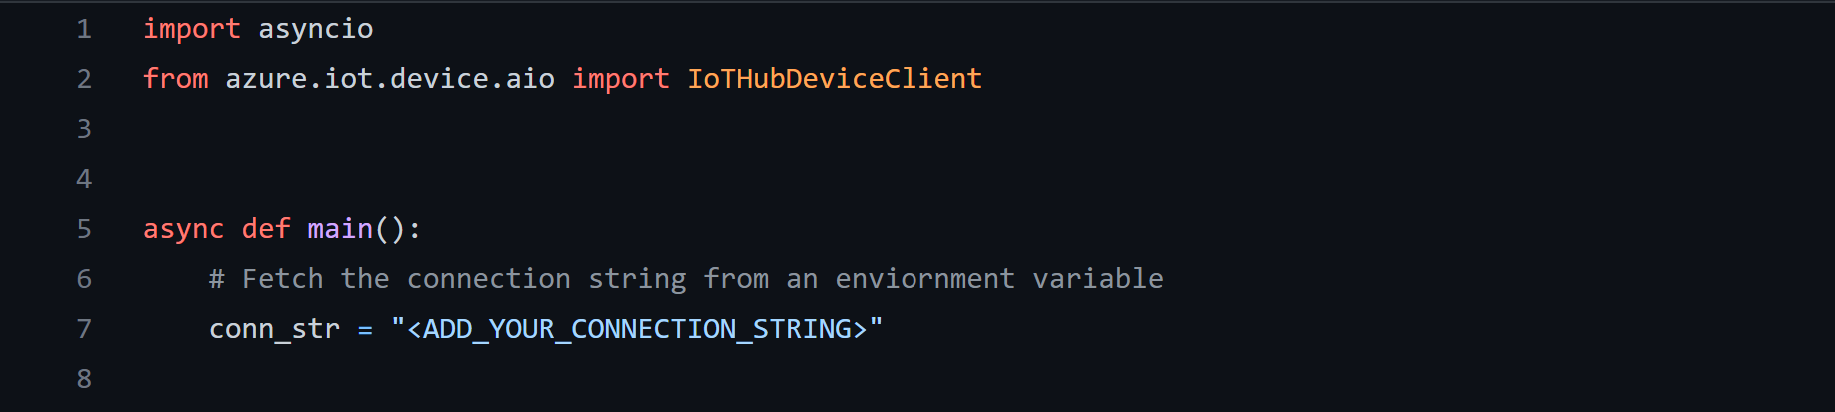 1 import asyncio
2 from azure.iot.device.aio import IoTHubDeviceClient
3
4
5 async def main():
6 # Fetch the connection string from an enviornment variable
7 conn_str = "<ADD_YOUR_CONNECTION_STRING>"
8